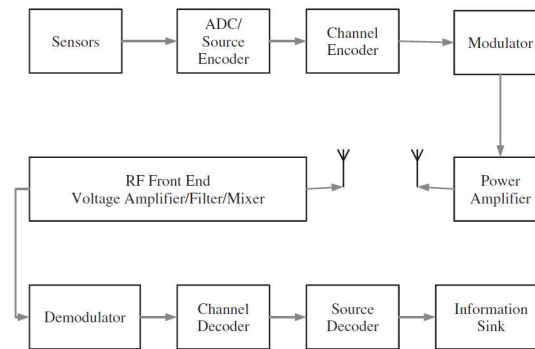 Sensors
ADC/
Source
Encoder
Channel
Encoder
Modulator
RF Front End
Voltage Amplifier/Filter/Mixer
Power
Amplifier
Demodulator
Channel
Decoder
Source
Decoder
Information
Sink